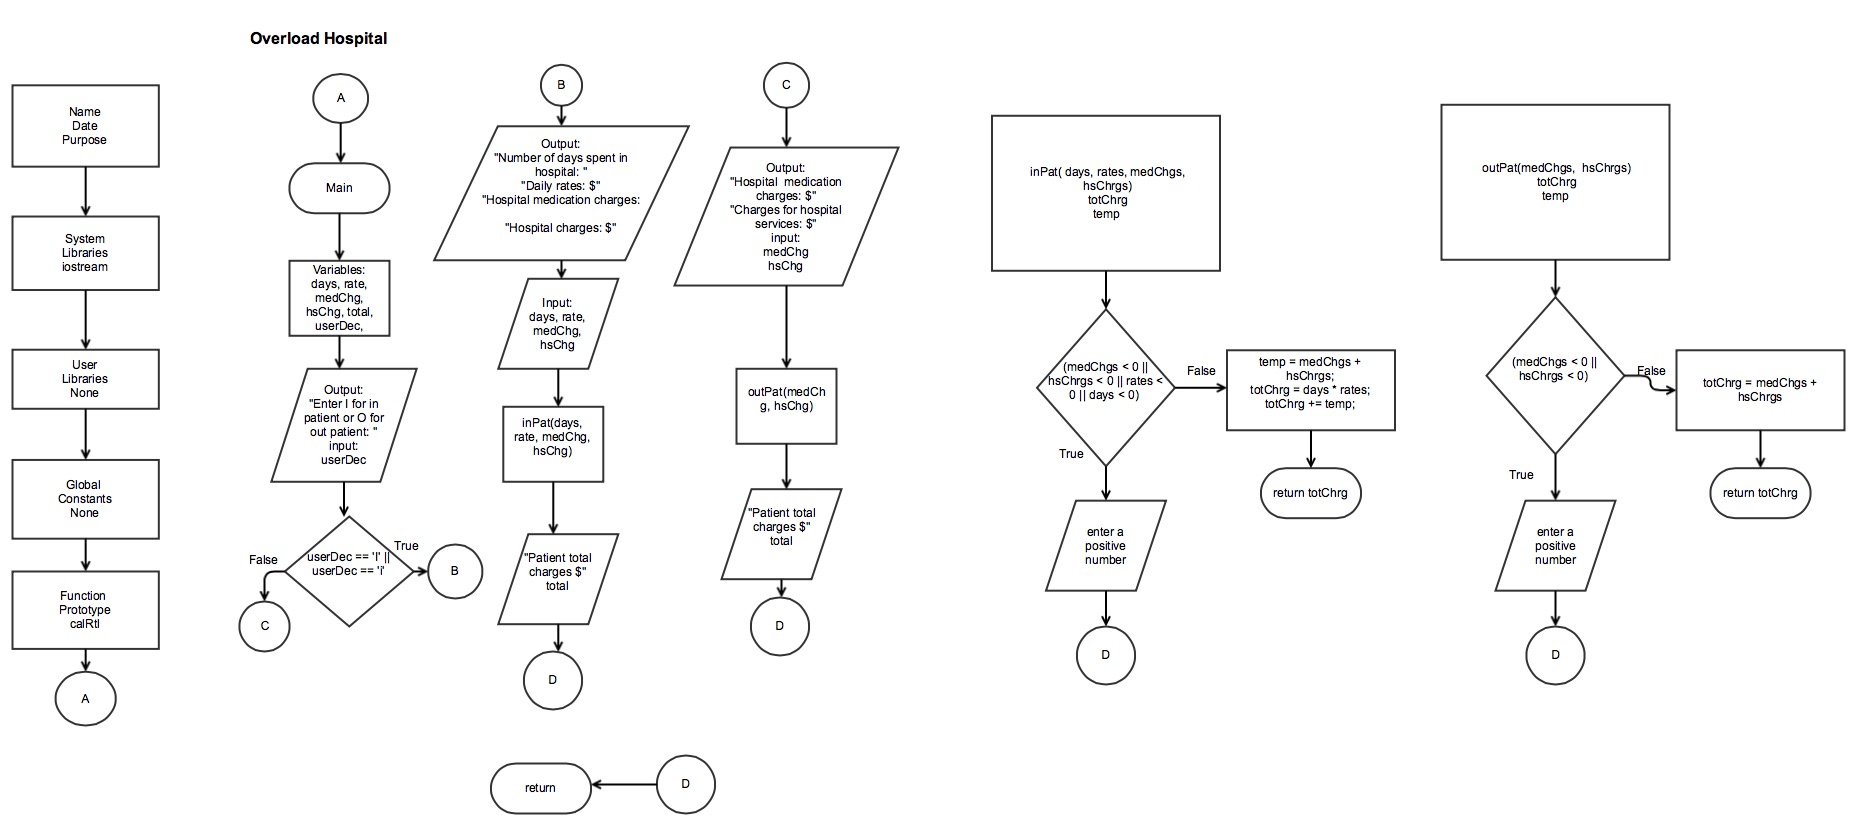 Overload Hospital
Name
Date
Purpose
System
Libraries
iostream
User
Libraries
None
Global
Constants
None
Function
Prototype
calRtl
A
A
Main
Variables:
days, rate,
medChg,
hsChg, total,
userDec,
Output:
"Enter I for in
patient or O for
out patient: "
input:
userDec
userDec == 'I' ||
userDec == 'i'
False
True
C
B
B
Output:
"Number of days spent in
hospital: "
"Daily rates: $"
"Hospital medication charges:
"Hospital charges: $"
Input:
days, rate,
medChg,
hsChg
inPat(days,
rate, medChg,
hsChg)
"Patient total
charges $"
total
D
C
Output:
"Hospital medication
charges: $"
"Charges for hospital
services: $"
input:
medChg
hsChg
outPat(medCh
g, hsChg)
"Patient total
charges $"
total
D
return
D
inPat( days, rates, medChgs,
hsChrgs)
totChrg
temp
(medChgs < 0 ||
hsChrgs < 0 || rates <
0 || days < 0)
False
True
temp = medChgs +
hsChrgs;
totChrg = days * rates;
totChrg += temp;
return totChrg
enter a
positive
number
D
outPat(medChgs, hsChrgs)
totChrg
temp
(medChgs < 0 ||
hsChrgs < 0)
False
True
totChrg = medChgs +
hsChrgs
return totChrg
enter a
positive
number
D